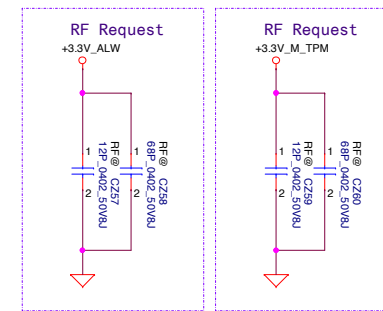 RF Request
+3.3V_ALW
1
2
RF@ CZ57
12P_0402_50V8J
1
2
RF@ CZ58
68P_0402_50V8J
RF Request
+3.3V_M_TPM
1
2
RF@ CZ59
12P_0402_50V8J
1
2
RF@ CZ60
68P_0402_50V8J